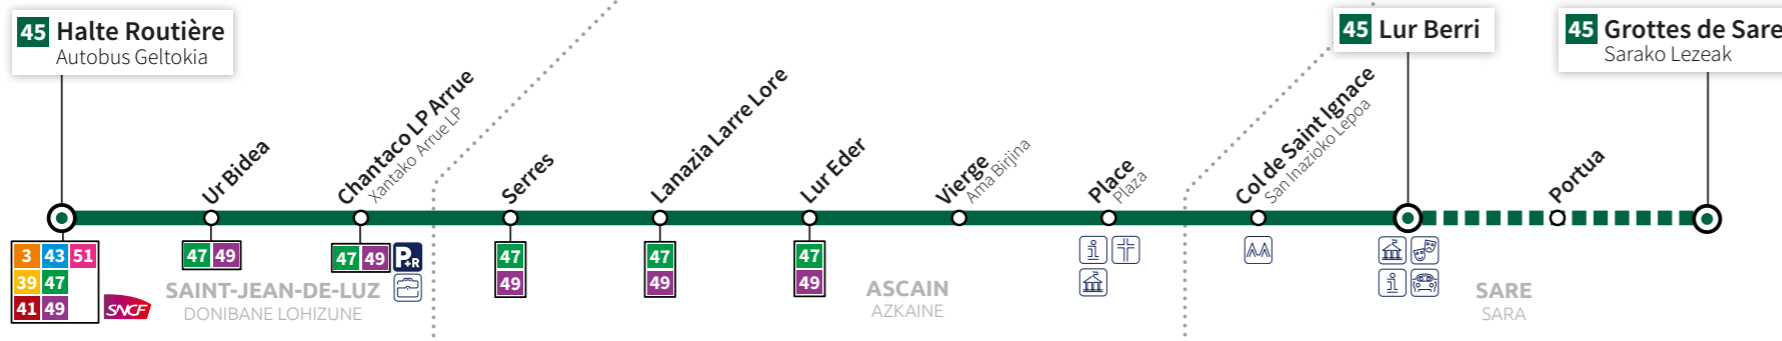 45 Halte Routière
Autobus Geltokia
Ur Bidea
Chantaco LP Arrue
Xantako Arrue LP
Serres
Lanazia Larre Lore
Lur Eder
Vierge
Ama Birjina
Place
Plaza
Col de Saint Ignace
San Inazioko Lepoa
45 Lur Berri
Portua
45 Grottes de Sare
Sarako Lezeak
3 43 51
39 47
41 49
SNCF
47 49
47 49 P+R
47
49
47
49
47
49
i
i
SAINT-JEAN-DE-LUZ
DONIBANE LOHIZUNE
ASCAIN
AZKAINE
SARE
SARA